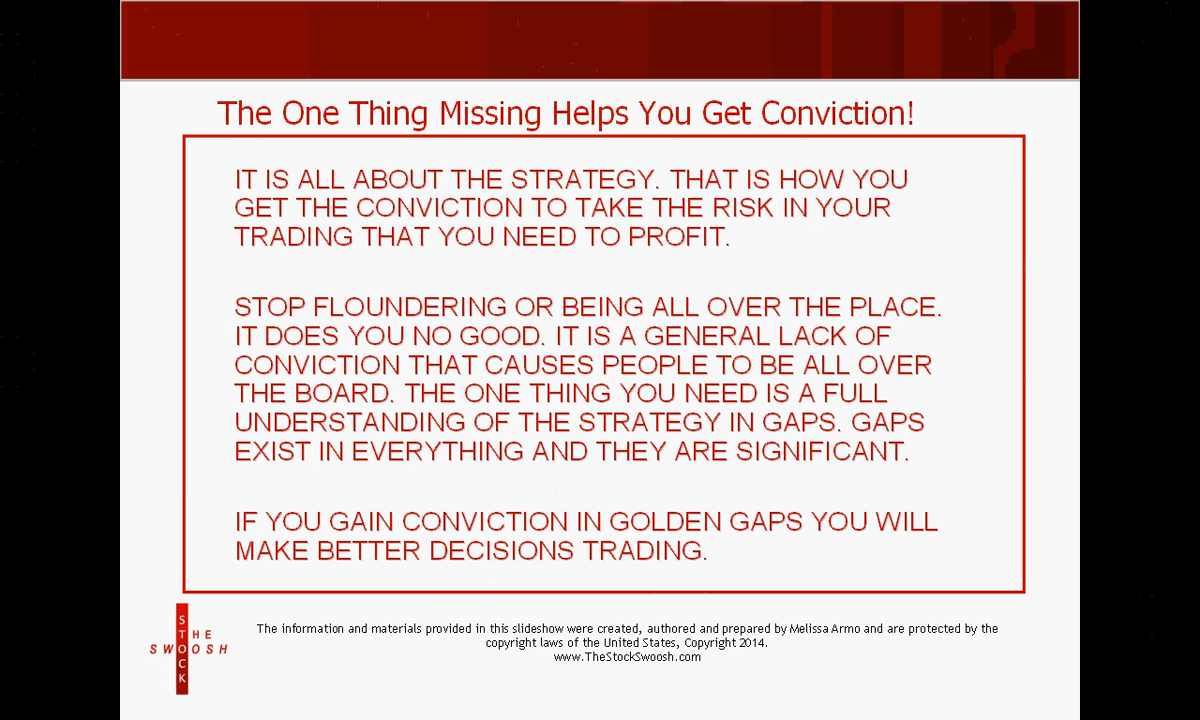 The One Thing Missing Helps You Get Conviction!
IT IS ALL ABOUT THE STRATEGY. THAT IS HOW YOU
GET THE CONVICTION TO TAKE THE RISK IN YOUR
TRADING THAT YOU NEED TO PROFIT.
STOP FLOUNDERING OR BEING ALL OVER THE PLACE.
IT DOES YOU NO GOOD. IT IS A GENERAL LACK OF
CONVICTION THAT CAUSES PEOPLE TO BE ALL OVER
THE BOARD. THE ONE THING YOU NEED IS A FULL
UNDERSTANDING OF THE STRATEGY IN GAPS. GAPS
EXIST IN EVERYTHING AND THEY ARE SIGNIFICANT.
IF YOU GAIN CONVICTION IN GOLDEN GAPS YOU WILL
MAKE BETTER DECISIONS TRADING.
THE
STOCK
SWOOSH
The information and materials provided in this slideshow were created, authored and prepared by Melissa Armo and are protected by the
copyright laws of the United States, Copyright 2014.
www.TheStockSwoosh.com